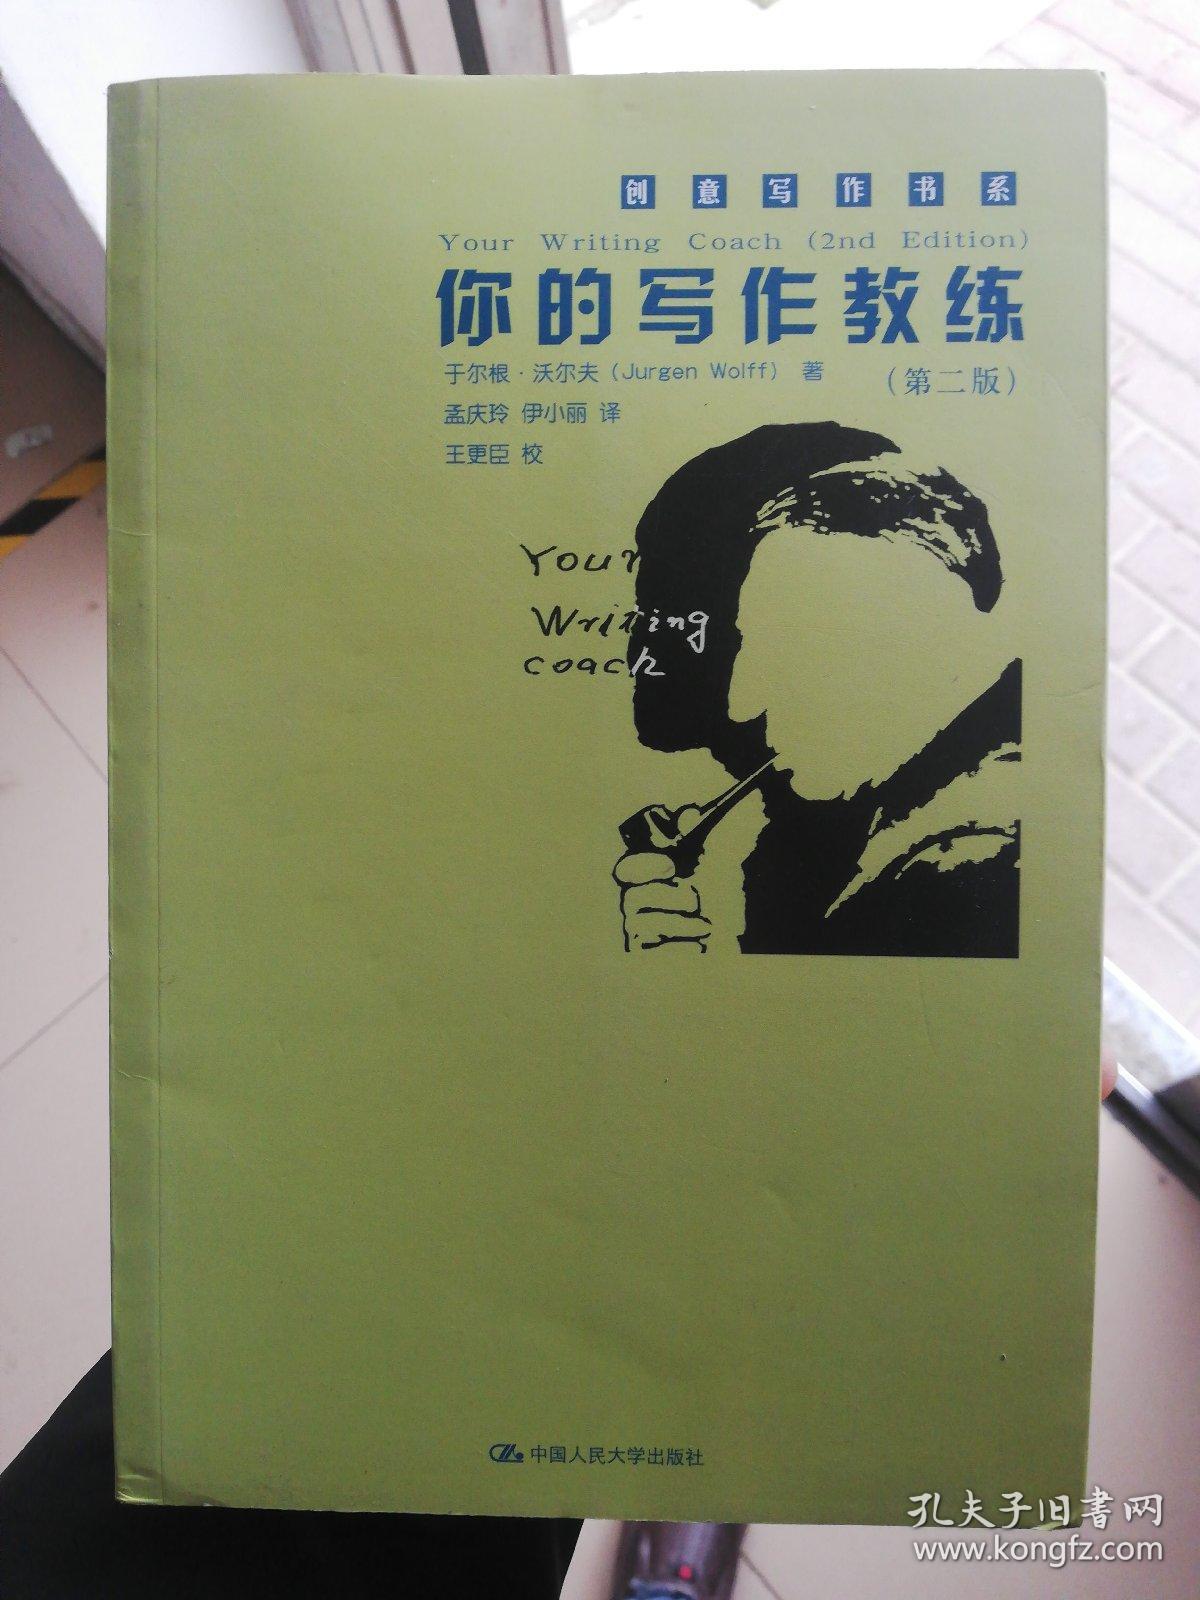 创意写作书系
Your Writing Coach (2nd Edition)
你的写作教练
于尔根·沃尔夫 (Jurgen Wolff) 著
(第二版)
孟庆玲 伊小丽 译
王更臣 校
Your
Writing
coach
中国人民大学出版社
孔夫子旧书网
www.kongfz.com